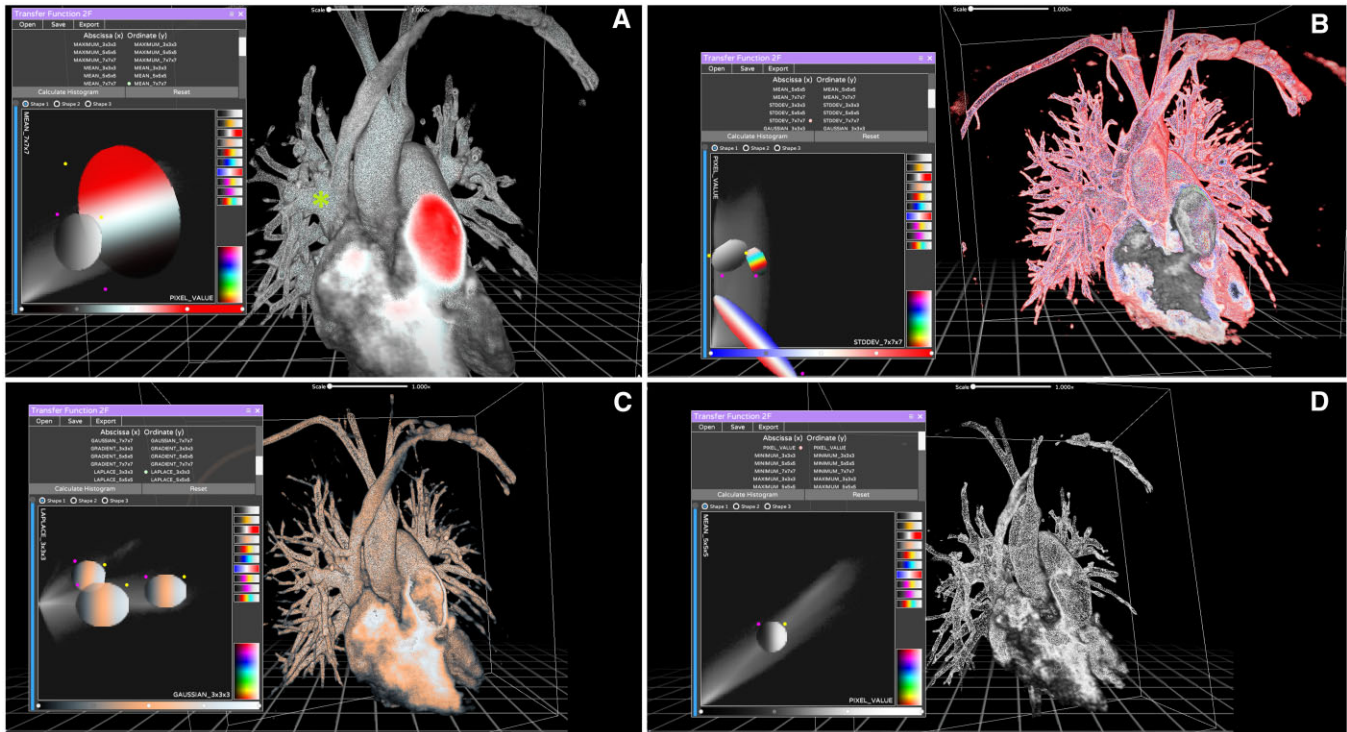 A
Scale 1.000x
Transfer Function 2F
Open Save Export
Abscissa (x) Ordinate (y)
MAXIMUM_3x3x3 MAXIMUM_3x3x3
MAXIMUM_5x5x5 MAXIMUM_5x5x5
MAXIMUM_7x7x7 MAXIMUM_7x7x7
MEAN_3x3x3 MEAN_3x3x3
MEAN_5x5x5 MEAN_5x5x5
MEAN_7x7x7 MEAN_7x7x7
Calculate Histogram Reset
Shape 1 Shape 2 Shape 3
MEAN_7x7x7
PIXEL_VALUE
B
Scale 1.000x
Transfer Function 2F
Open Save Export
Abscissa (x) Ordinate (y)
MEAN_5x5x5 MEAN_5x5x5
MEAN_7x7x7 MEAN_7x7x7
STDDEV_3x3x3 STDDEV_3x3x3
STDDEV_5x5x5 STDDEV_5x5x5
STDDEV_7x7x7 STDDEV_7x7x7
GAUSSIAN_3x3x3 GAUSSIAN_3x3x3
Calculate Histogram Reset
Shape 1 Shape 2 Shape 3
PIXEL_VALUE
STDDEV_7x7x7
C
Scale 1.000x
Transfer Function 2F
Open Save Export
Abscissa (x) Ordinate (y)
GAUSSIAN_7x7x7 GAUSSIAN_7x7x7
GRADIENT_3x3x3 GRADIENT_3x3x3
GRADIENT_5x5x5 GRADIENT_5x5x5
GRADIENT_7x7x7 GRADIENT_7x7x7
LAPLACE_3x3x3 LAPLACE_3x3x3
LAPLACE_5x5x5 LAPLACE_5x5x5
Calculate Histogram Reset
Shape 1 Shape 2 Shape 3
LAPLACE_3x3x3
GAUSSIAN_3x3x3
D
Scale 1.000x
Transfer Function 2F
Open Save Export
Abscissa (x) Ordinate (y)
PIXEL_VALUE PIXEL_VALUE
MINIMUM_3x3x3 MINIMUM_3x3x3
MINIMUM_5x5x5 MINIMUM_5x5x5
MINIMUM_7x7x7 MINIMUM_7x7x7
MAXIMUM_3x3x3 MAXIMUM_3x3x3
MAXIMUM_5x5x5 MAXIMUM_5x5x5
Calculate Histogram Reset
Shape 1 Shape 2 Shape 3
MEAN_5x5x5
PIXEL_VALUE